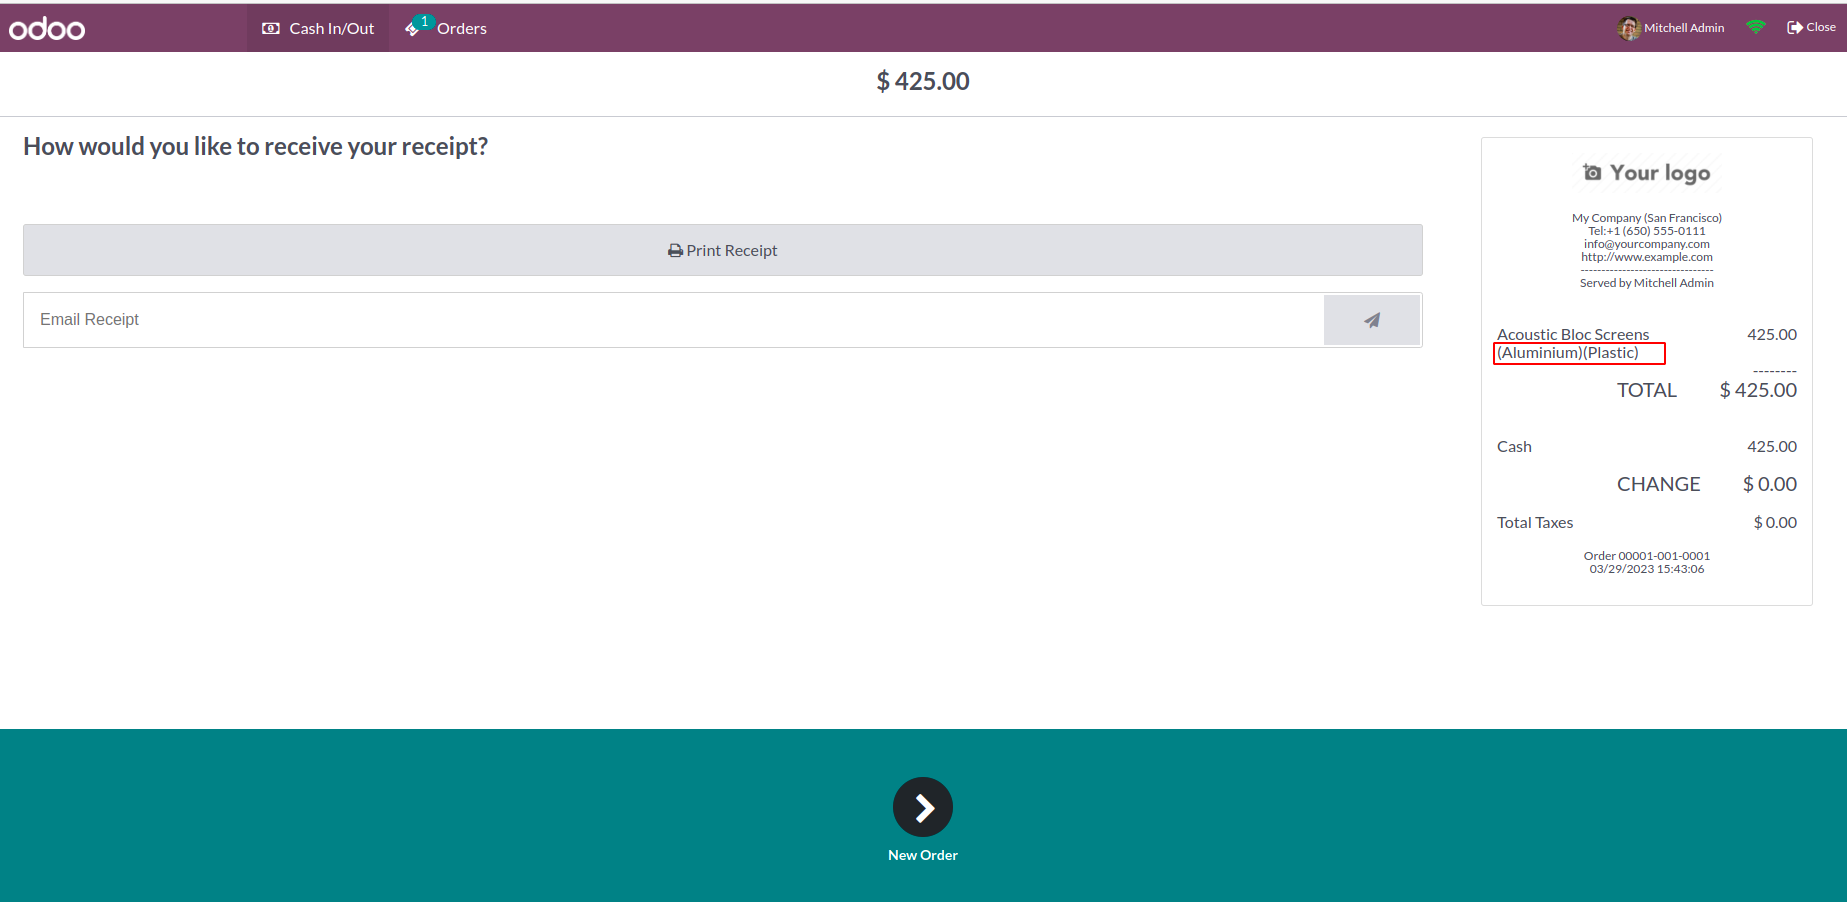 odoo
Cash In/Out
1
Orders
Mitchell Admin
Close
$ 425.00
How would you like to receive your receipt?
Print Receipt
Email Receipt
Your logo
My Company (San Francisco)
Tel:+1 (650) 555-0111
info@yourcompany.com
http://www.example.com
--------------------------------
Served by Mitchell Admin
Acoustic Bloc Screens 425.00
(Aluminium)(Plastic)
--------
TOTAL $ 425.00
Cash 425.00
CHANGE $ 0.00
Total Taxes $ 0.00
Order 00001-001-0001
03/29/2023 15:43:06
New Order